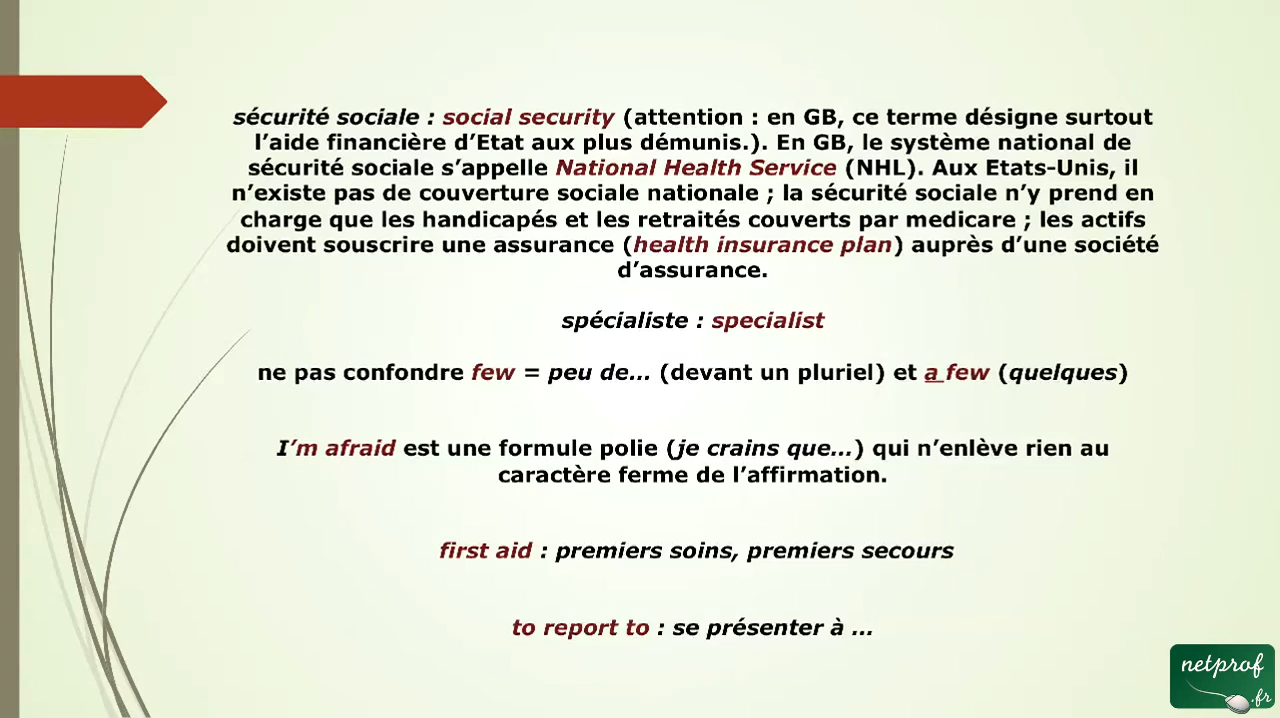 sécurité sociale : social security (attention : en GB, ce terme désigne surtout
l’aide financière d’Etat aux plus démunis.). En GB, le système national de
sécurité sociale s’appelle National Health Service (NHL). Aux Etats-Unis, il
n’existe pas de couverture sociale nationale ; la sécurité sociale n’y prend en
charge que les handicapés et les retraités couverts par medicare ; les actifs
doivent souscrire une assurance (health insurance plan) auprès d’une société
d’assurance.
spécialiste : specialist
ne pas confondre few = peu de... (devant un pluriel) et a few (quelques)
I’m afraid est une formule polie (je crains que...) qui n’enlève rien au
caractère ferme de l’affirmation.
first aid : premiers soins, premiers secours
to report to : se présenter à ...
netprof
.fr